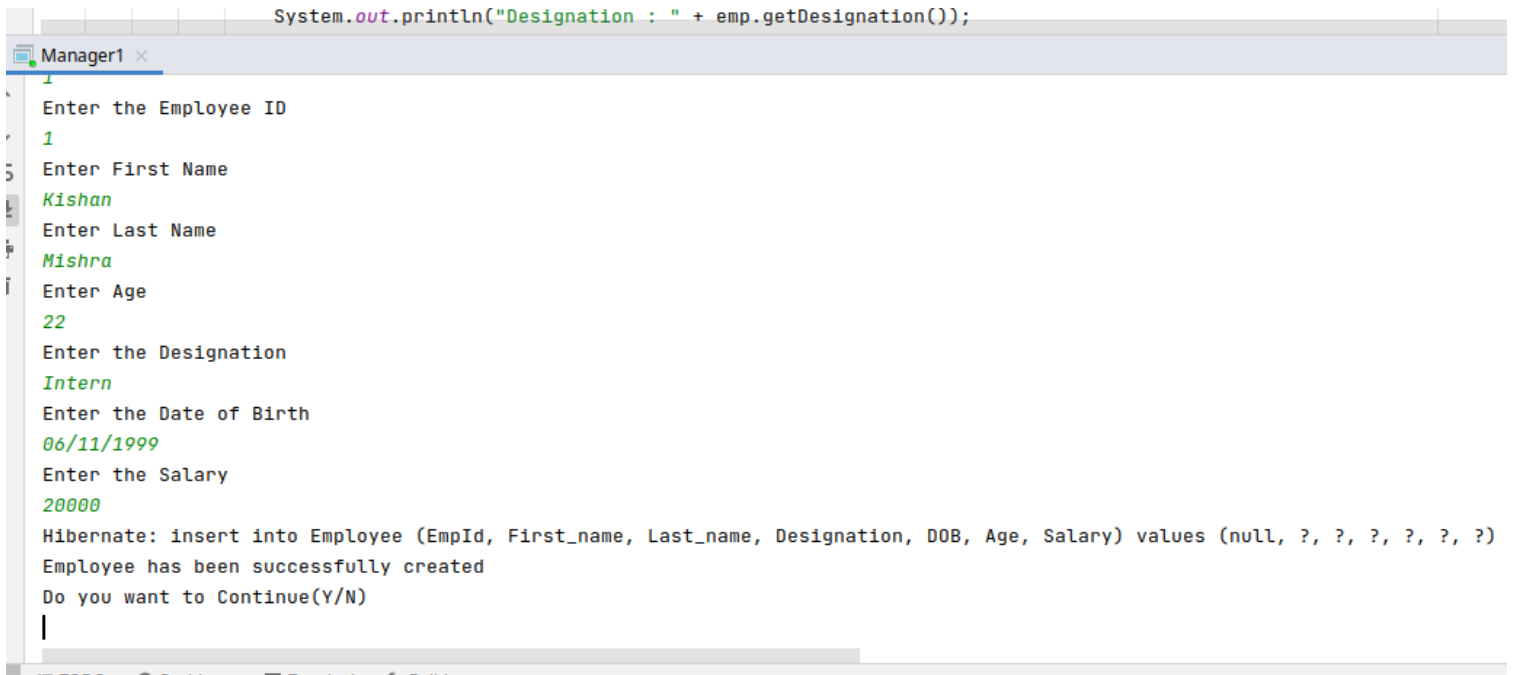 System.out.println("Designation : " + emp.getDesignation());
Manager1
1
Enter the Employee ID
1
Enter First Name
Kishan
Enter Last Name
Mishra
Enter Age
22
Enter the Designation
Intern
Enter the Date of Birth
06/11/1999
Enter the Salary
20000
Hibernate: insert into Employee (EmpId, First_name, Last_name, Designation, DOB, Age, Salary) values (null, ?, ?, ?, ?, ?, ?)
Employee has been successfully created
Do you want to Continue(Y/N)